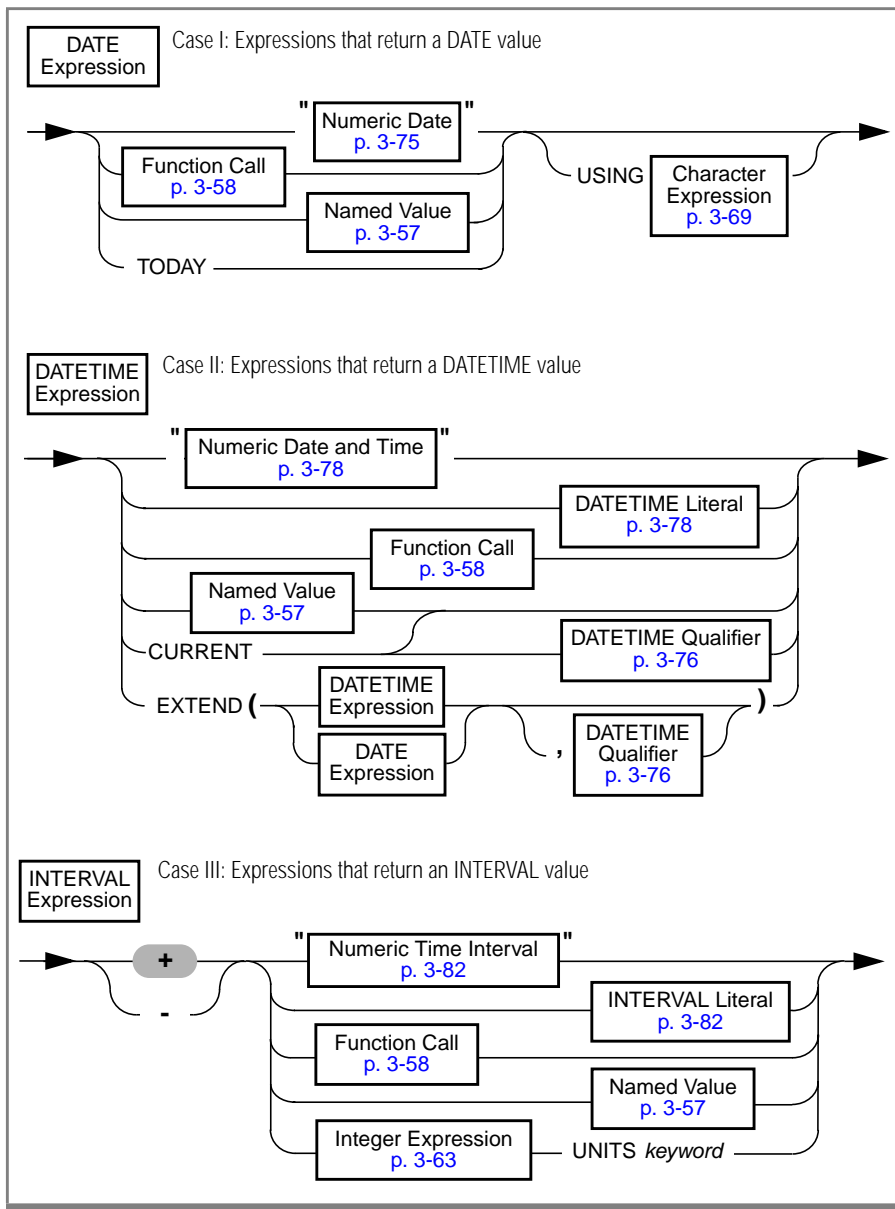 DATE
Expression
Case I: Expressions that return a DATE value
" Numeric Date "
p. 3-75
Function Call
p. 3-58
Named Value
p. 3-57
TODAY
USING
Character
Expression
p. 3-69
DATETIME
Expression
Case II: Expressions that return a DATETIME value
" Numeric Date and Time "
p. 3-78
DATETIME Literal
p. 3-78
Function Call
p. 3-58
Named Value
p. 3-57
CURRENT
DATETIME Qualifier
p. 3-76
EXTEND (
DATETIME
Expression
DATE
Expression
,
DATETIME
Qualifier
p. 3-76
)
INTERVAL
Expression
Case III: Expressions that return an INTERVAL value
+
-
" Numeric Time Interval "
p. 3-82
INTERVAL Literal
p. 3-82
Function Call
p. 3-58
Named Value
p. 3-57
Integer Expression
p. 3-63
UNITS keyword